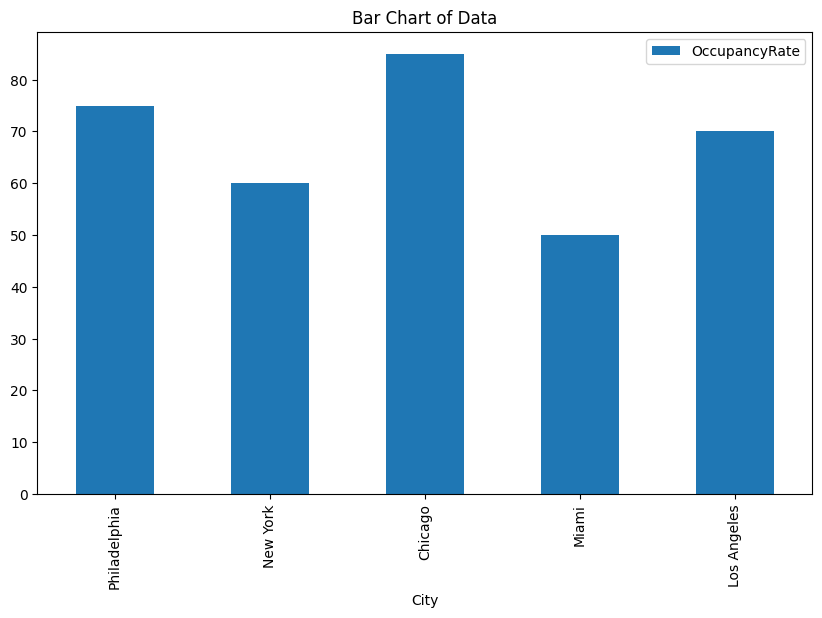 Bar Chart of Data
OccupancyRate
80
70
60
50
40
30
20
10
0
Philadelphia
New York
Chicago
Miami
Los Angeles
City